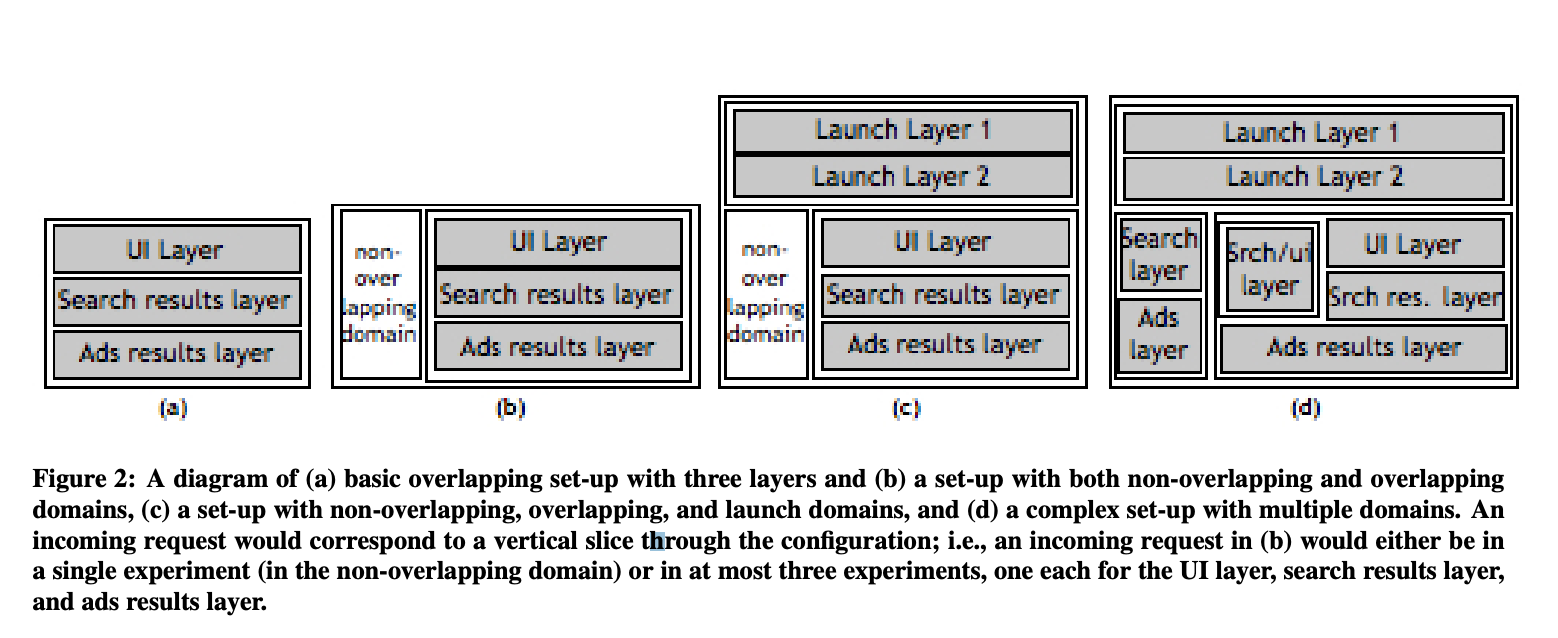 UI Layer
Search results layer
Ads results layer
(a)
non-
over
lapping
domain
UI Layer
Search results layer
Ads results layer
(b)
Launch Layer 1
Launch Layer 2
non-
over
lapping
domain
UI Layer
Search results layer
Ads results layer
(c)
Launch Layer 1
Launch Layer 2
Search
layer
Ads
layer
Srch/ui
layer
UI Layer
Srch res. layer
Ads results layer
(d)
Figure 2: A diagram of (a) basic overlapping set-up with three layers and (b) a set-up with both non-overlapping and overlapping
domains, (c) a set-up with non-overlapping, overlapping, and launch domains, and (d) a complex set-up with multiple domains. An
incoming request would correspond to a vertical slice through the configuration; i.e., an incoming request in (b) would either be in
a single experiment (in the non-overlapping domain) or in at most three experiments, one each for the UI layer, search results layer,
and ads results layer.